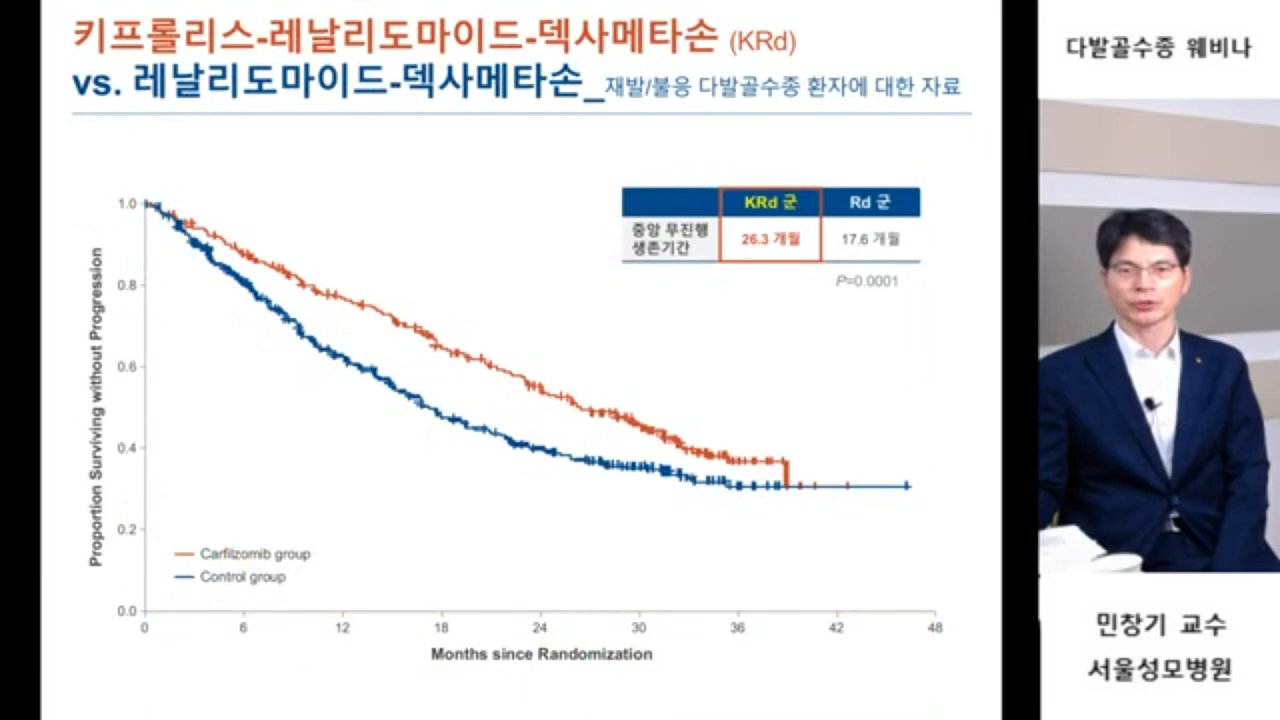 키프롤리스-레날리도마이드-덱사메타손 (KRd)
vs. 레날리도마이드-덱사메타손_재발/불응 다발골수종 환자에 대한 자료
다발골수종 웨비나
KRd 군
Rd 군
중앙 무진행
생존기간
26.3 개월
17.6 개월
P=0.0001
Proportion Surviving without Progression
1.0
0.8
0.6
0.4
0.2
0.0
Carfilzomib group
Control group
0 6 12 18 24 30 36 42 48
Months since Randomization
민창기 교수
서울성모병원